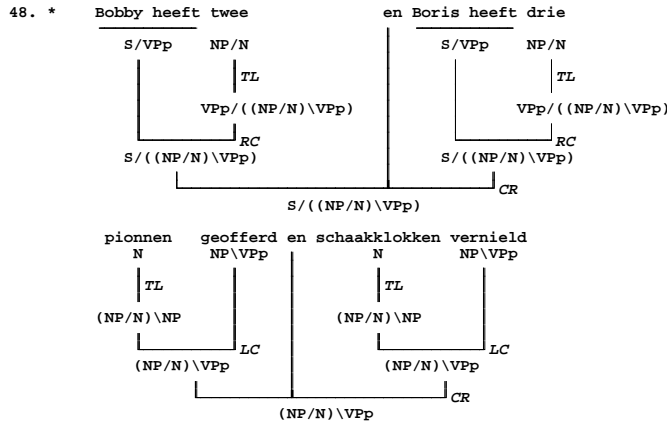 48. * Bobby heeft twee en Boris heeft drie
S/VPp NP/N S/VPp NP/N
TL TL
VPp/((NP/N)\VPp) VPp/((NP/N)\VPp)
RC RC
S/((NP/N)\VPp) S/((NP/N)\VPp)
CR
S/((NP/N)\VPp)
pionnen geofferd en schaakklokken vernield
N NP\VPp N NP\VPp
TL TL
(NP/N)\NP (NP/N)\NP
LC LC
(NP/N)\VPp (NP/N)\VPp
CR
(NP/N)\VPp